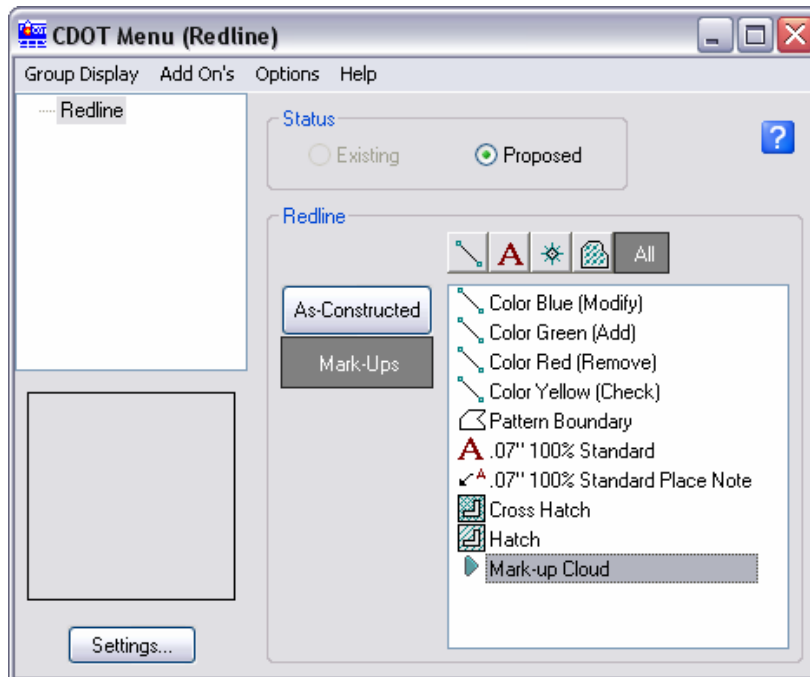 CDOT Menu (Redline)
Group Display Add On's Options Help
Redline
Status
Existing Proposed
?
Redline
A All
As-Constructed
Mark-Ups
Color Blue (Modify)
Color Green (Add)
Color Red (Remove)
Color Yellow (Check)
Pattern Boundary
A .07" 100% Standard
A .07" 100% Standard Place Note
Cross Hatch
Hatch
Mark-up Cloud
Settings...